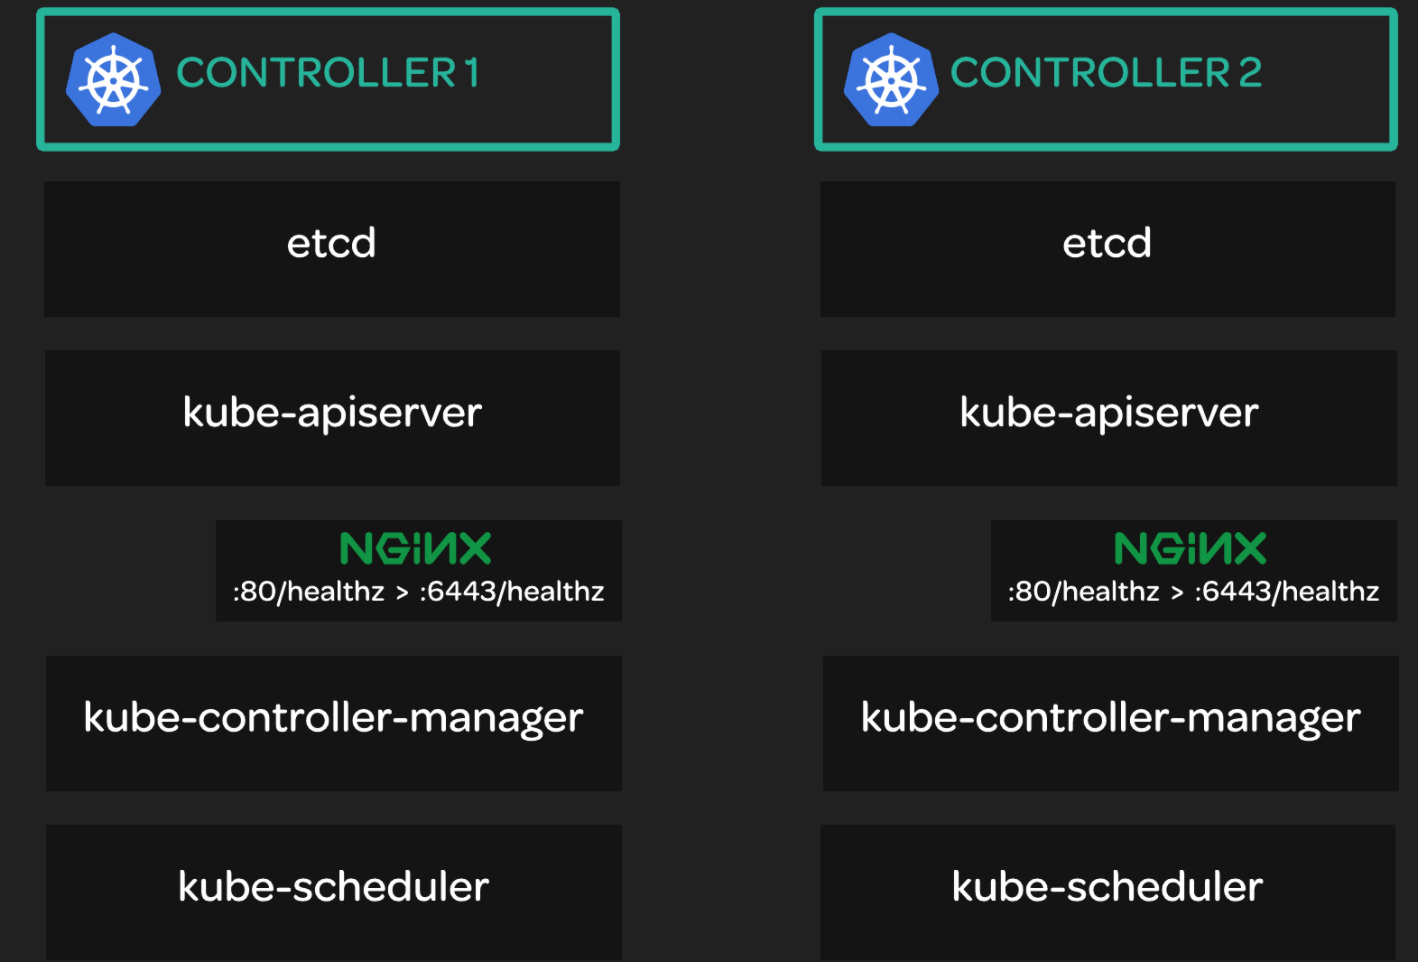 CONTROLLER 1
etcd
kube-apiserver
NGINX
:80/healthz > :6443/healthz
kube-controller-manager
kube-scheduler
CONTROLLER 2
etcd
kube-apiserver
NGINX
:80/healthz > :6443/healthz
kube-controller-manager
kube-scheduler